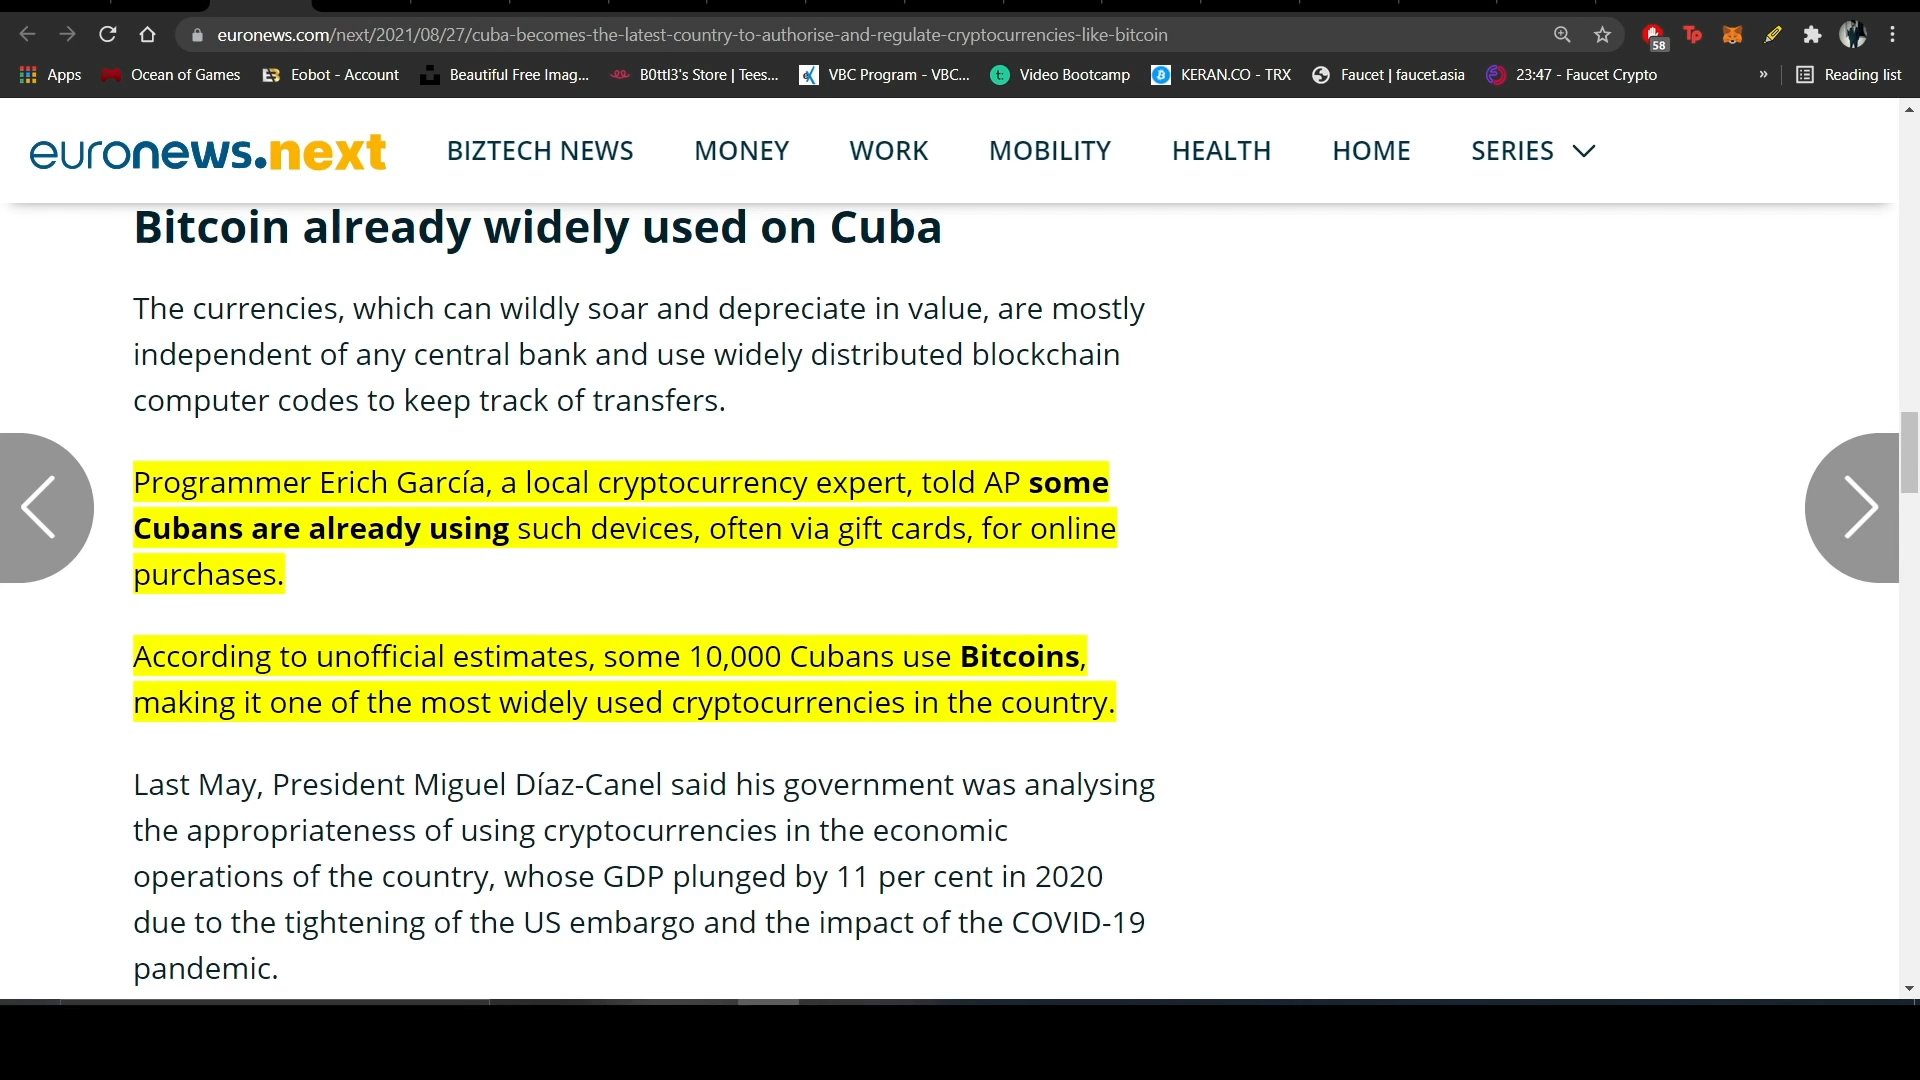 euronews.com/next/2021/08/27/cuba-becomes-the-latest-country-to-authorise-and-regulate-cryptocurrencies-like-bitcoin
58
Apps Ocean of Games Eobot - Account Beautiful Free Imag... B0ttl3's Store | Tees... VBC Program - VBC... Video Bootcamp KERAN.CO - TRX Faucet | faucet.asia 23:47 - Faucet Crypto » Reading list
euronews.next BIZTECH NEWS MONEY WORK MOBILITY HEALTH HOME SERIES
Bitcoin already widely used on Cuba
The currencies, which can wildly soar and depreciate in value, are mostly
independent of any central bank and use widely distributed blockchain
computer codes to keep track of transfers.
Programmer Erich García, a local cryptocurrency expert, told AP some
Cubans are already using such devices, often via gift cards, for online
purchases.
According to unofficial estimates, some 10,000 Cubans use Bitcoins,
making it one of the most widely used cryptocurrencies in the country.
Last May, President Miguel Díaz-Canel said his government was analysing
the appropriateness of using cryptocurrencies in the economic
operations of the country, whose GDP plunged by 11 per cent in 2020
due to the tightening of the US embargo and the impact of the COVID-19
pandemic.